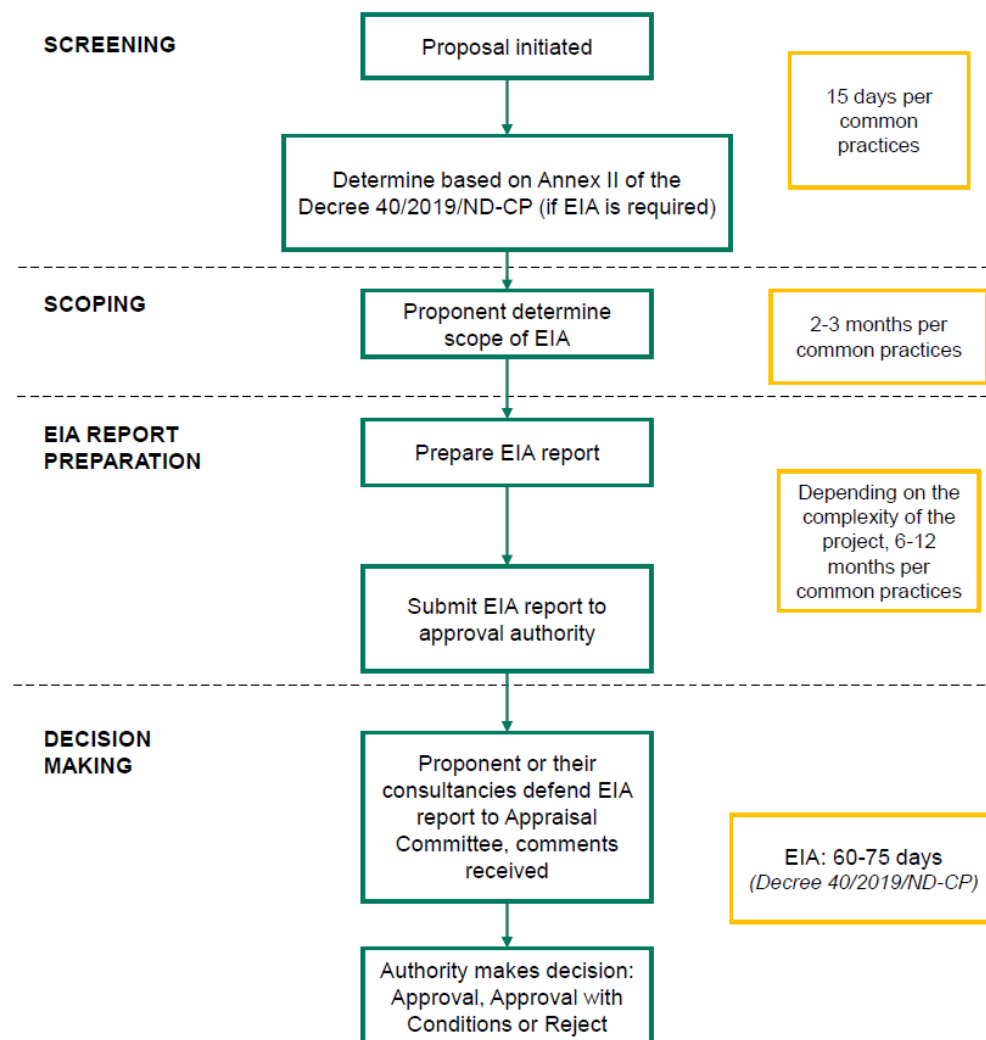 SCREENING
Proposal initiated
15 days per
common
practices
Determine based on Annex II of the
Decree 40/2019/ND-CP (if EIA is required)
SCOPING
Proponent determine
scope of EIA
2-3 months per
common practices
EIA REPORT
PREPARATION
Prepare EIA report
Depending on the
complexity of the
project, 6-12
months per
common practices
Submit EIA report to
approval authority
DECISION
MAKING
Proponent or their
consultancies defend EIA
report to Appraisal
Committee, comments
received
EIA: 60-75 days
(Decree 40/2019/ND-CP)
Authority makes decision:
Approval, Approval with
Conditions or Reject